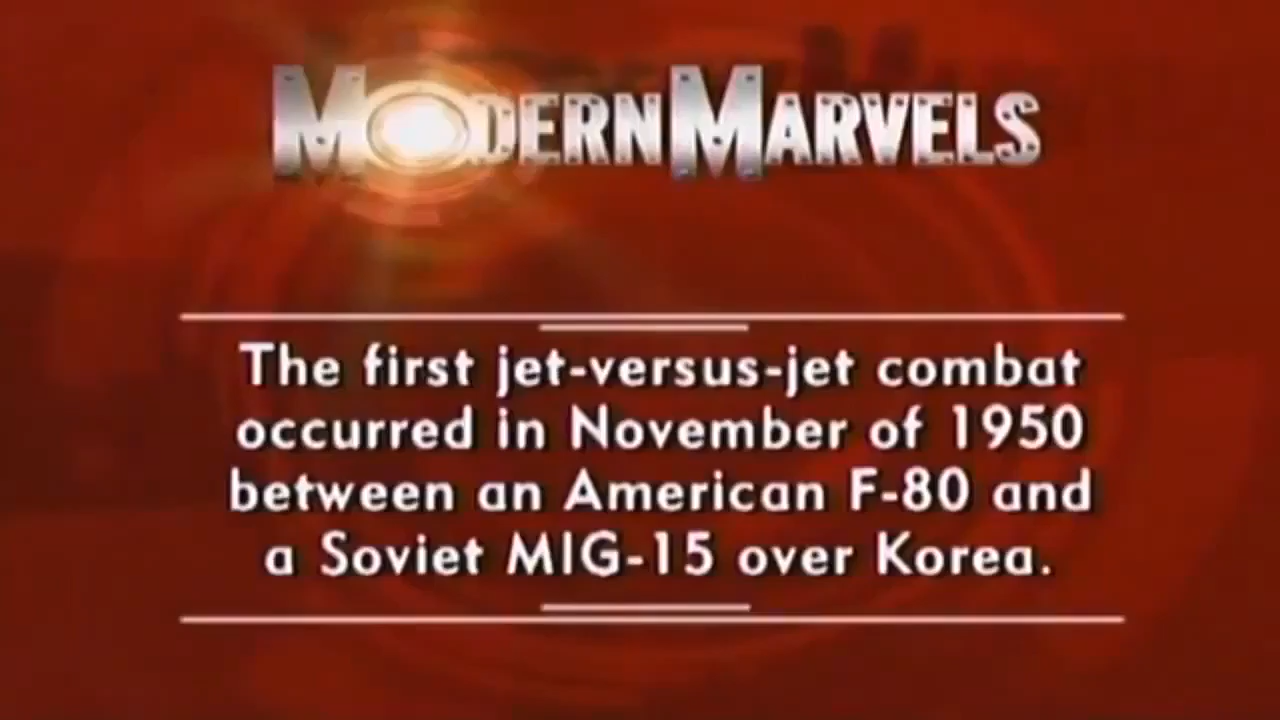 MODERN MARVELS
The first jet-versus-jet combat
occurred in November of 1950
between an American F-80 and
a Soviet MIG-15 over Korea.